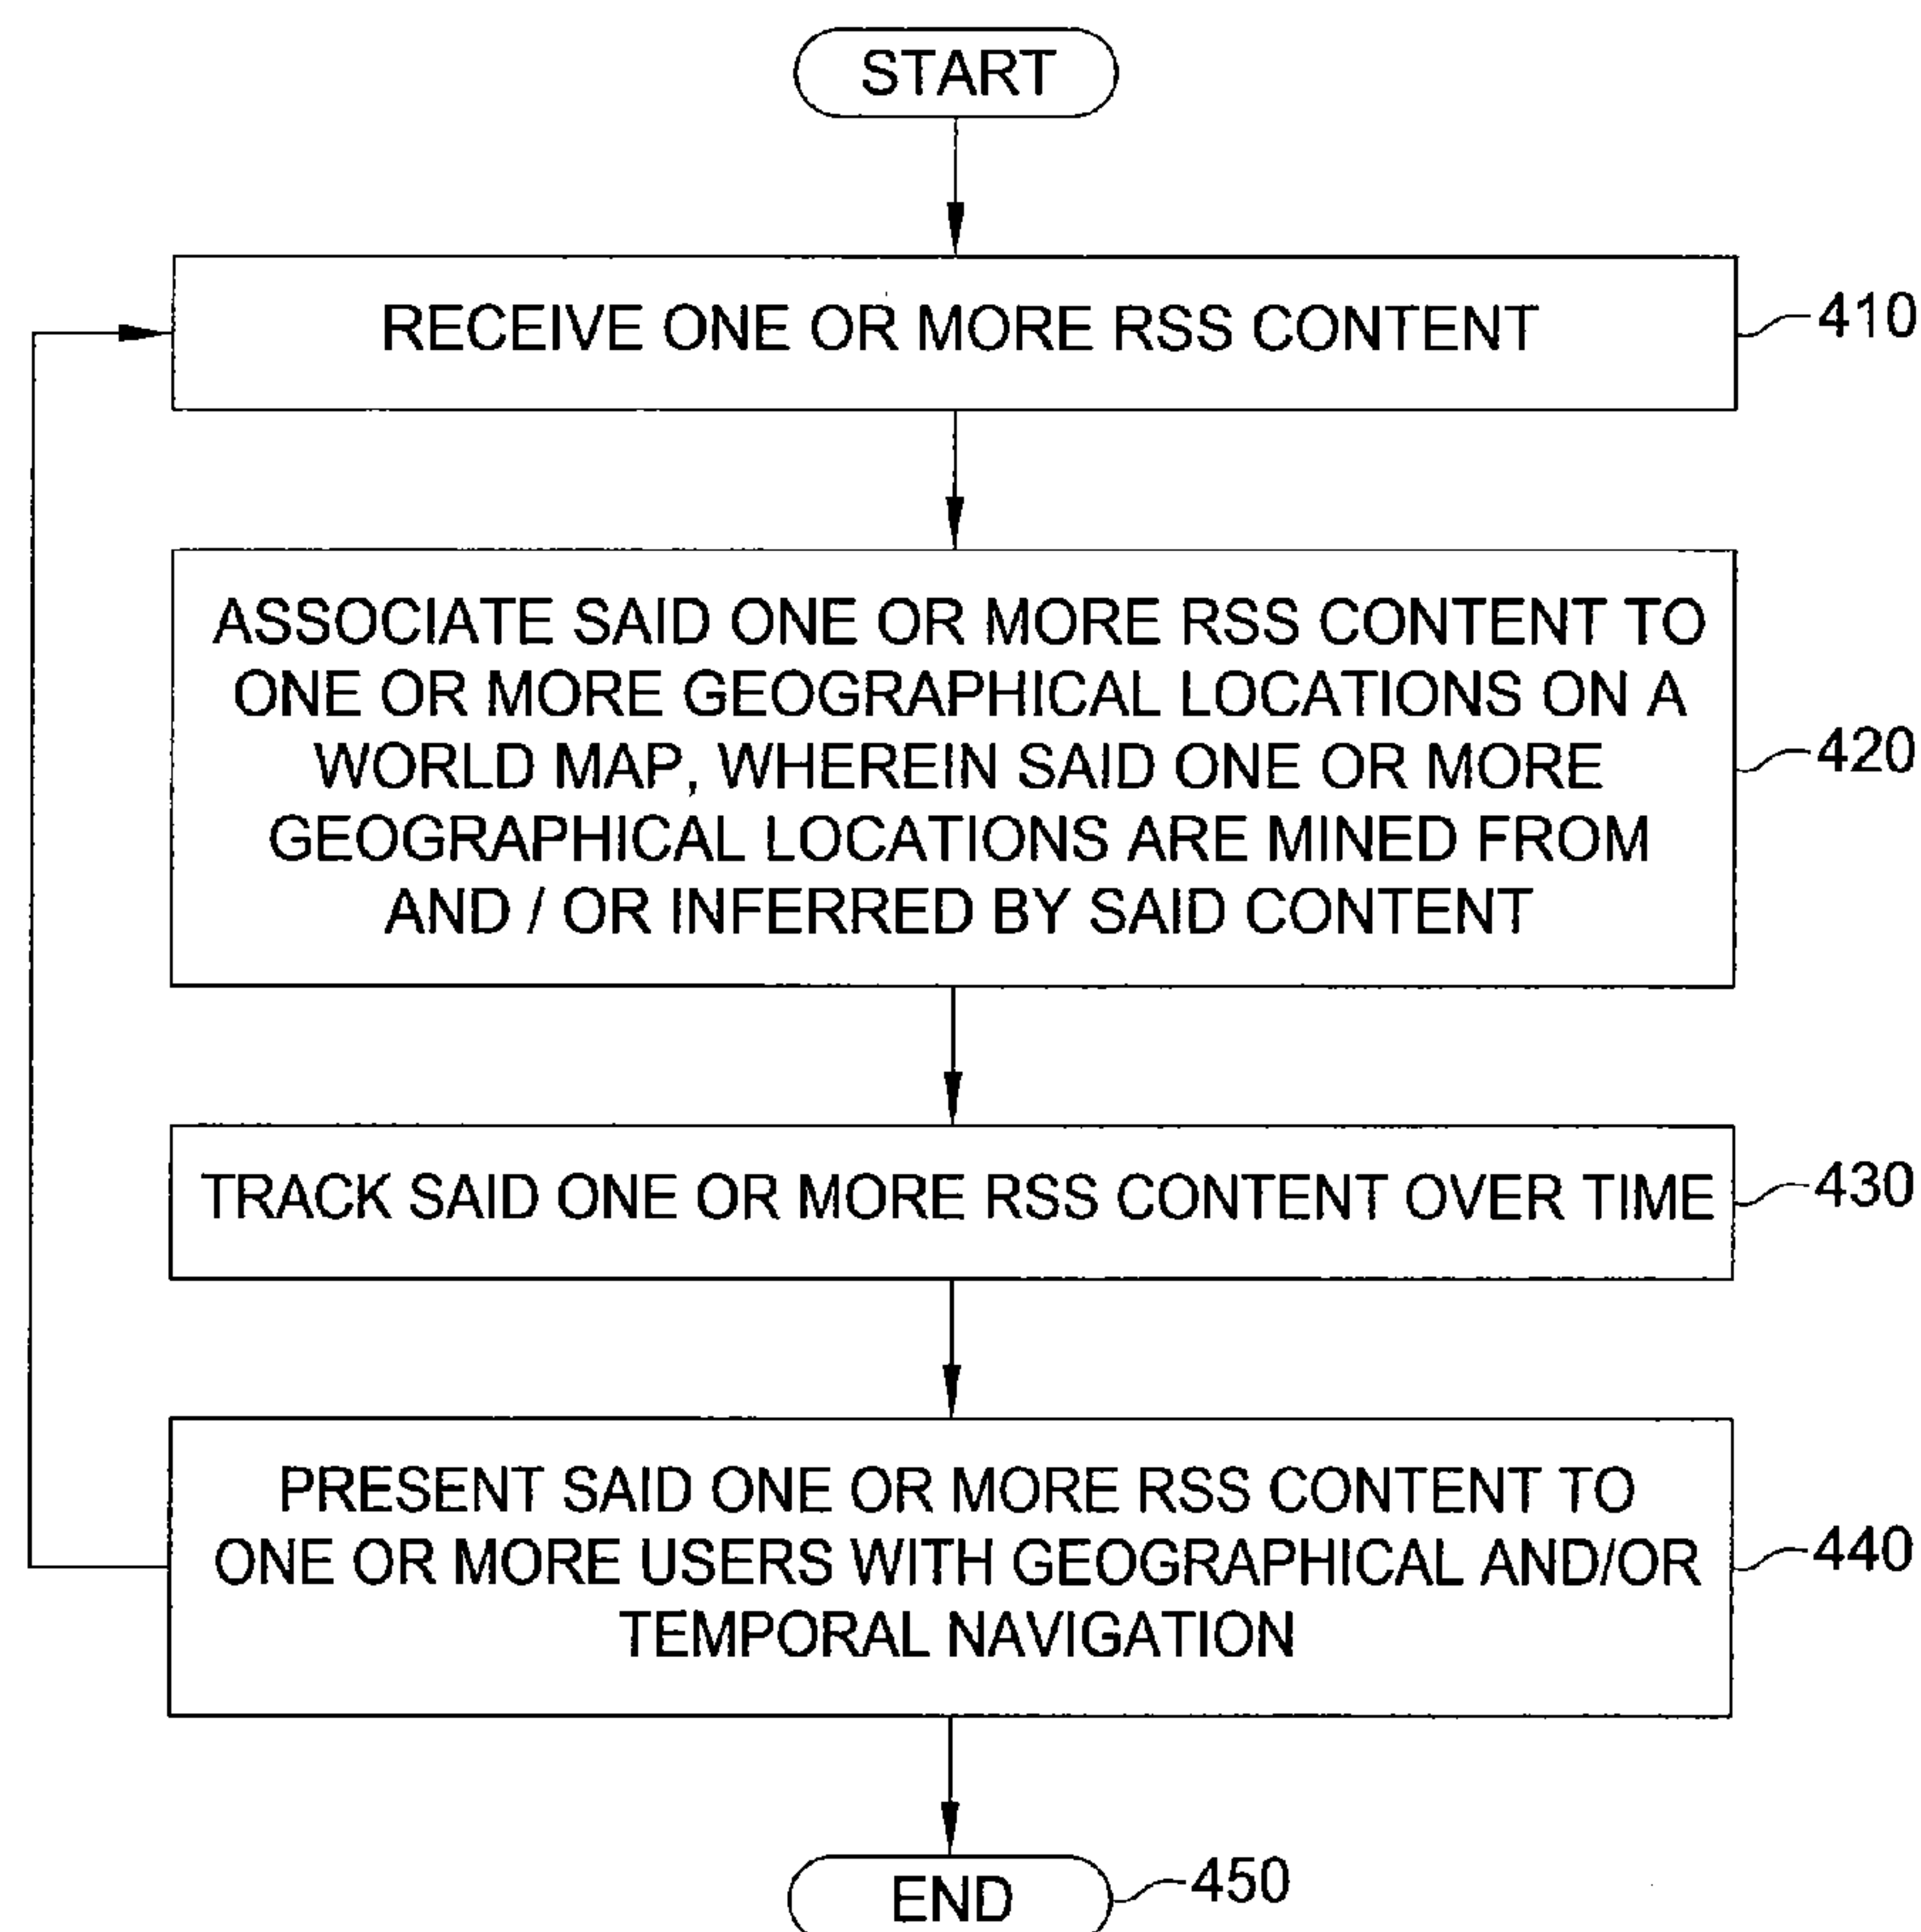 START
RECEIVE ONE OR MORE RSS CONTENT
410
ASSOCIATE SAID ONE OR MORE RSS CONTENT TO
ONE OR MORE GEOGRAPHICAL LOCATIONS ON A
WORLD MAP, WHEREIN SAID ONE OR MORE
GEOGRAPHICAL LOCATIONS ARE MINED FROM
AND / OR INFERRED BY SAID CONTENT
420
TRACK SAID ONE OR MORE RSS CONTENT OVER TIME
430
PRESENT SAID ONE OR MORE RSS CONTENT TO
ONE OR MORE USERS WITH GEOGRAPHICAL AND/OR
TEMPORAL NAVIGATION
440
END
450